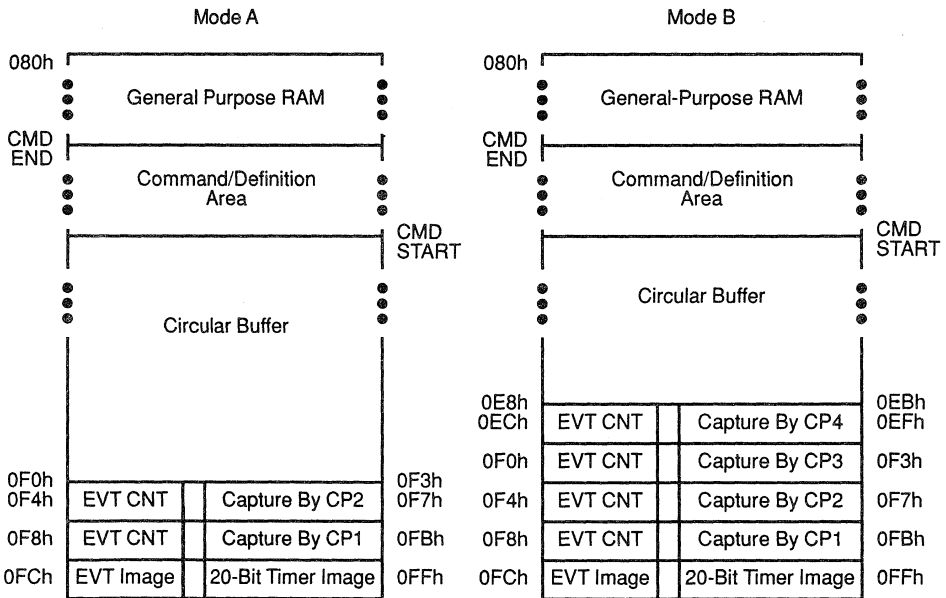 Mode A
080h
General Purpose RAM
CMD
END
Command/Definition
Area
CMD
START
Circular Buffer
0F0h
0F3h
0F4h
EVT CNT
Capture By CP2
0F7h
0F8h
EVT CNT
Capture By CP1
0FBh
0FCh
EVT Image
20-Bit Timer Image
0FFh
Mode B
080h
General-Purpose RAM
CMD
END
Command/Definition
Area
CMD
START
Circular Buffer
0E8h
0EBh
0ECh
EVT CNT
Capture By CP4
0EFh
0F0h
EVT CNT
Capture By CP3
0F3h
0F4h
EVT CNT
Capture By CP2
0F7h
0F8h
EVT CNT
Capture By CP1
0FBh
0FCh
EVT Image
20-Bit Timer Image
0FFh